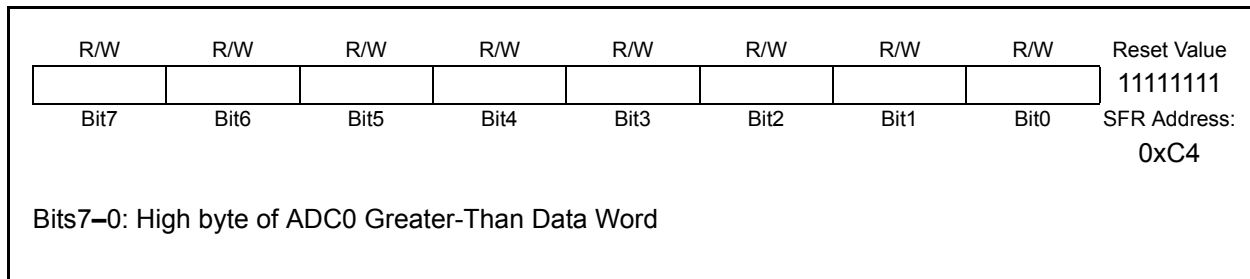 R/W R/W R/W R/W R/W R/W R/W R/W Reset Value
11111111
Bit7 Bit6 Bit5 Bit4 Bit3 Bit2 Bit1 Bit0 SFR Address:
0xC4
Bits7–0: High byte of ADC0 Greater-Than Data Word